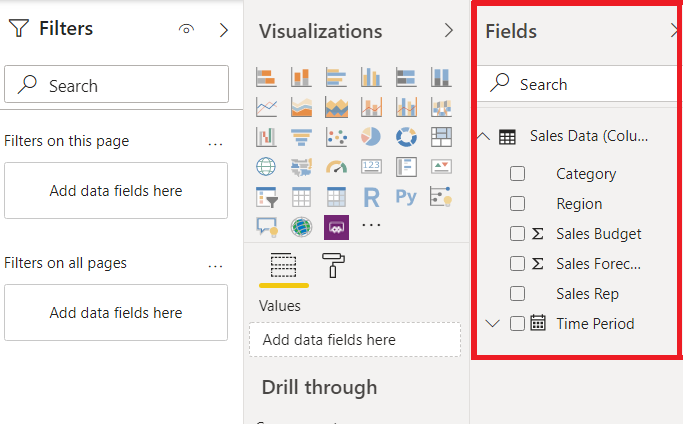 Filters
Search
Filters on this page
...
Add data fields here
Filters on all pages
...
Add data fields here
Visualizations
123
R
Py
...
Values
Add data fields here
Drill through
Fields
Search
Sales Data (Colu...
Category
Region
Σ Sales Budget
Σ Sales Forec...
Sales Rep
Time Period